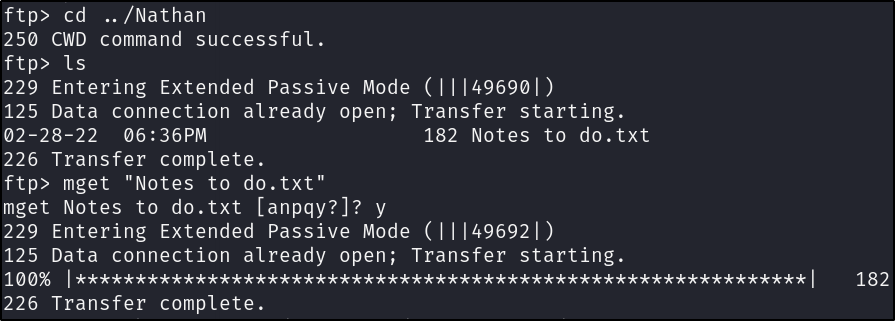 ftp> cd ../Nathan
250 CWD command successful.
ftp> ls
229 Entering Extended Passive Mode (|||49690|)
125 Data connection already open; Transfer starting.
02-28-22  06:36PM                  182 Notes to do.txt
226 Transfer complete.
ftp> mget "Notes to do.txt"
mget Notes to do.txt [anpqy?]? y
229 Entering Extended Passive Mode (|||49692|)
125 Data connection already open; Transfer starting.
100% |*************************************************************|   182
226 Transfer complete.